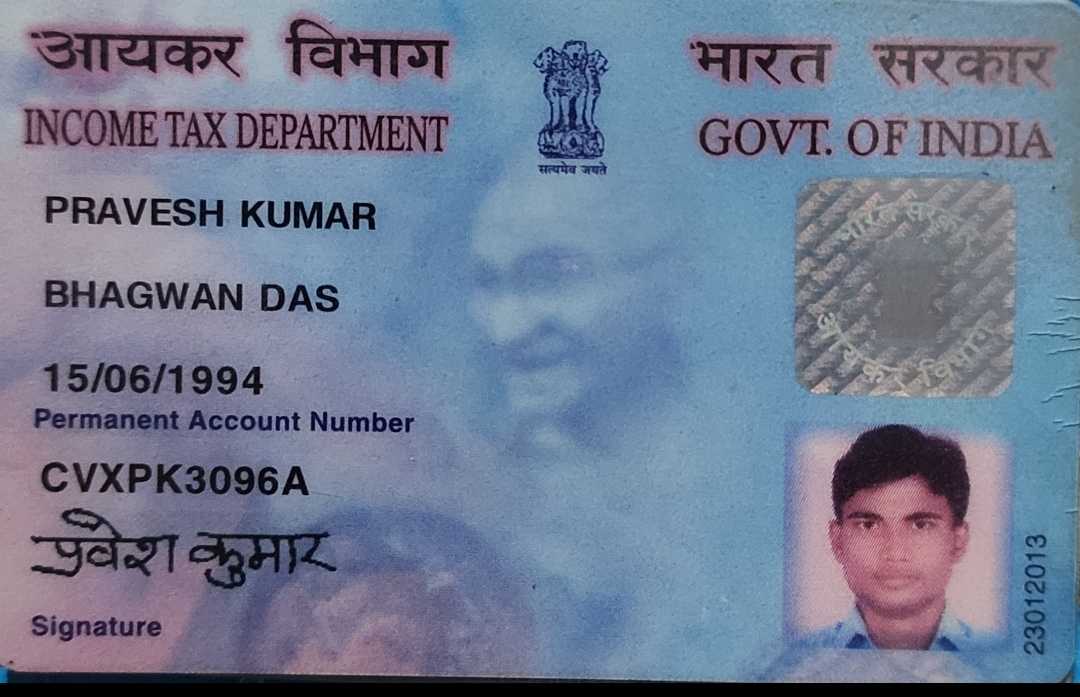 आयकर विभाग
भारत सरकार
INCOME TAX DEPARTMENT
GOVT. OF INDIA
सत्यमेव जयते
PRAVESH KUMAR
भारत सरकार
BHAGWAN DAS
आयकर विभाग
15/06/1994
Permanent Account Number
CVXPK3096A
प्रवेश कुमार
Signature
23012013